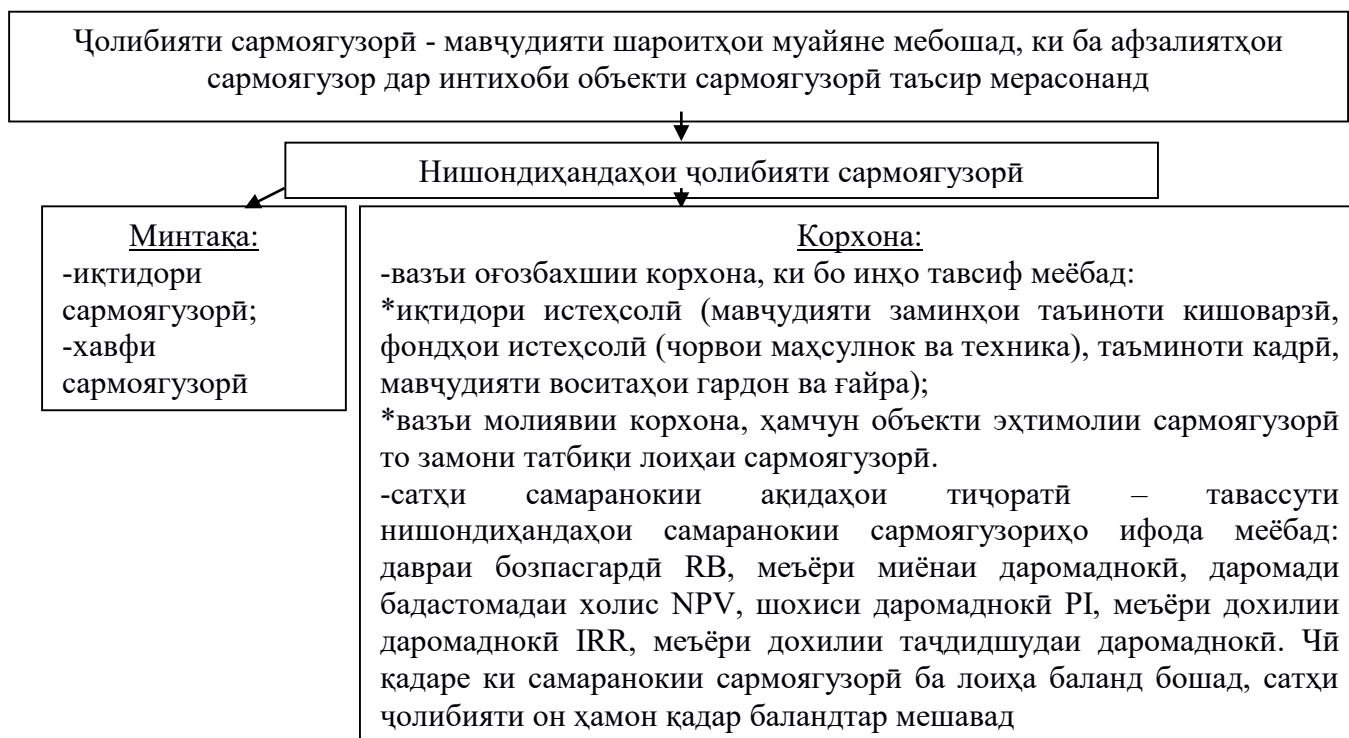 Ҷолибияти сармоягузорӣ - мавҷудияти шароитҳои муайяне мебошад, ки ба афзалиятҳои
сармоягузор дар интихоби объекти сармоягузорӣ таъсир мерасонанд
Нишондиҳандаҳои ҷолибияти сармоягузорӣ
Минтақа:
-иқтидори
сармоягузорӣ;
-хавфи
сармоягузорӣ
Корхона:
-вазъи оғозбахшии корхона, ки бо инҳо тавсиф меёбад:
*иқтидори истеҳсолӣ (мавҷудияти заминҳои таъиноти кишоварзӣ,
фондҳои истеҳсолӣ (чорвои маҳсулнок ва техника), таъминоти кадрӣ,
мавҷудияти воситаҳои гардон ва ғайра);
*вазъи молиявии корхона, ҳамчун объекти эҳтимолии сармоягузорӣ
то замони татбиқи лоиҳаи сармоягузорӣ.
-сатҳи самаранокии ақидаҳои тиҷоратӣ – тавассути
нишондиҳандаҳои самаранокии сармоягузориҳо ифода меёбад:
давраи бозпасгардӣ RB, меъёри миёнаи даромаднокӣ, даромади
бадастомадаи холис NPV, шохиси даромаднокӣ PI, меъёри дохилии
даромаднокӣ IRR, меъёри дохилии таҷдидшудаи даромаднокӣ. Чӣ
қадаре ки самаранокии сармоягузорӣ ба лоиҳа баланд бошад, сатҳи
ҷолибияти он ҳамон қадар баландтар мешавад